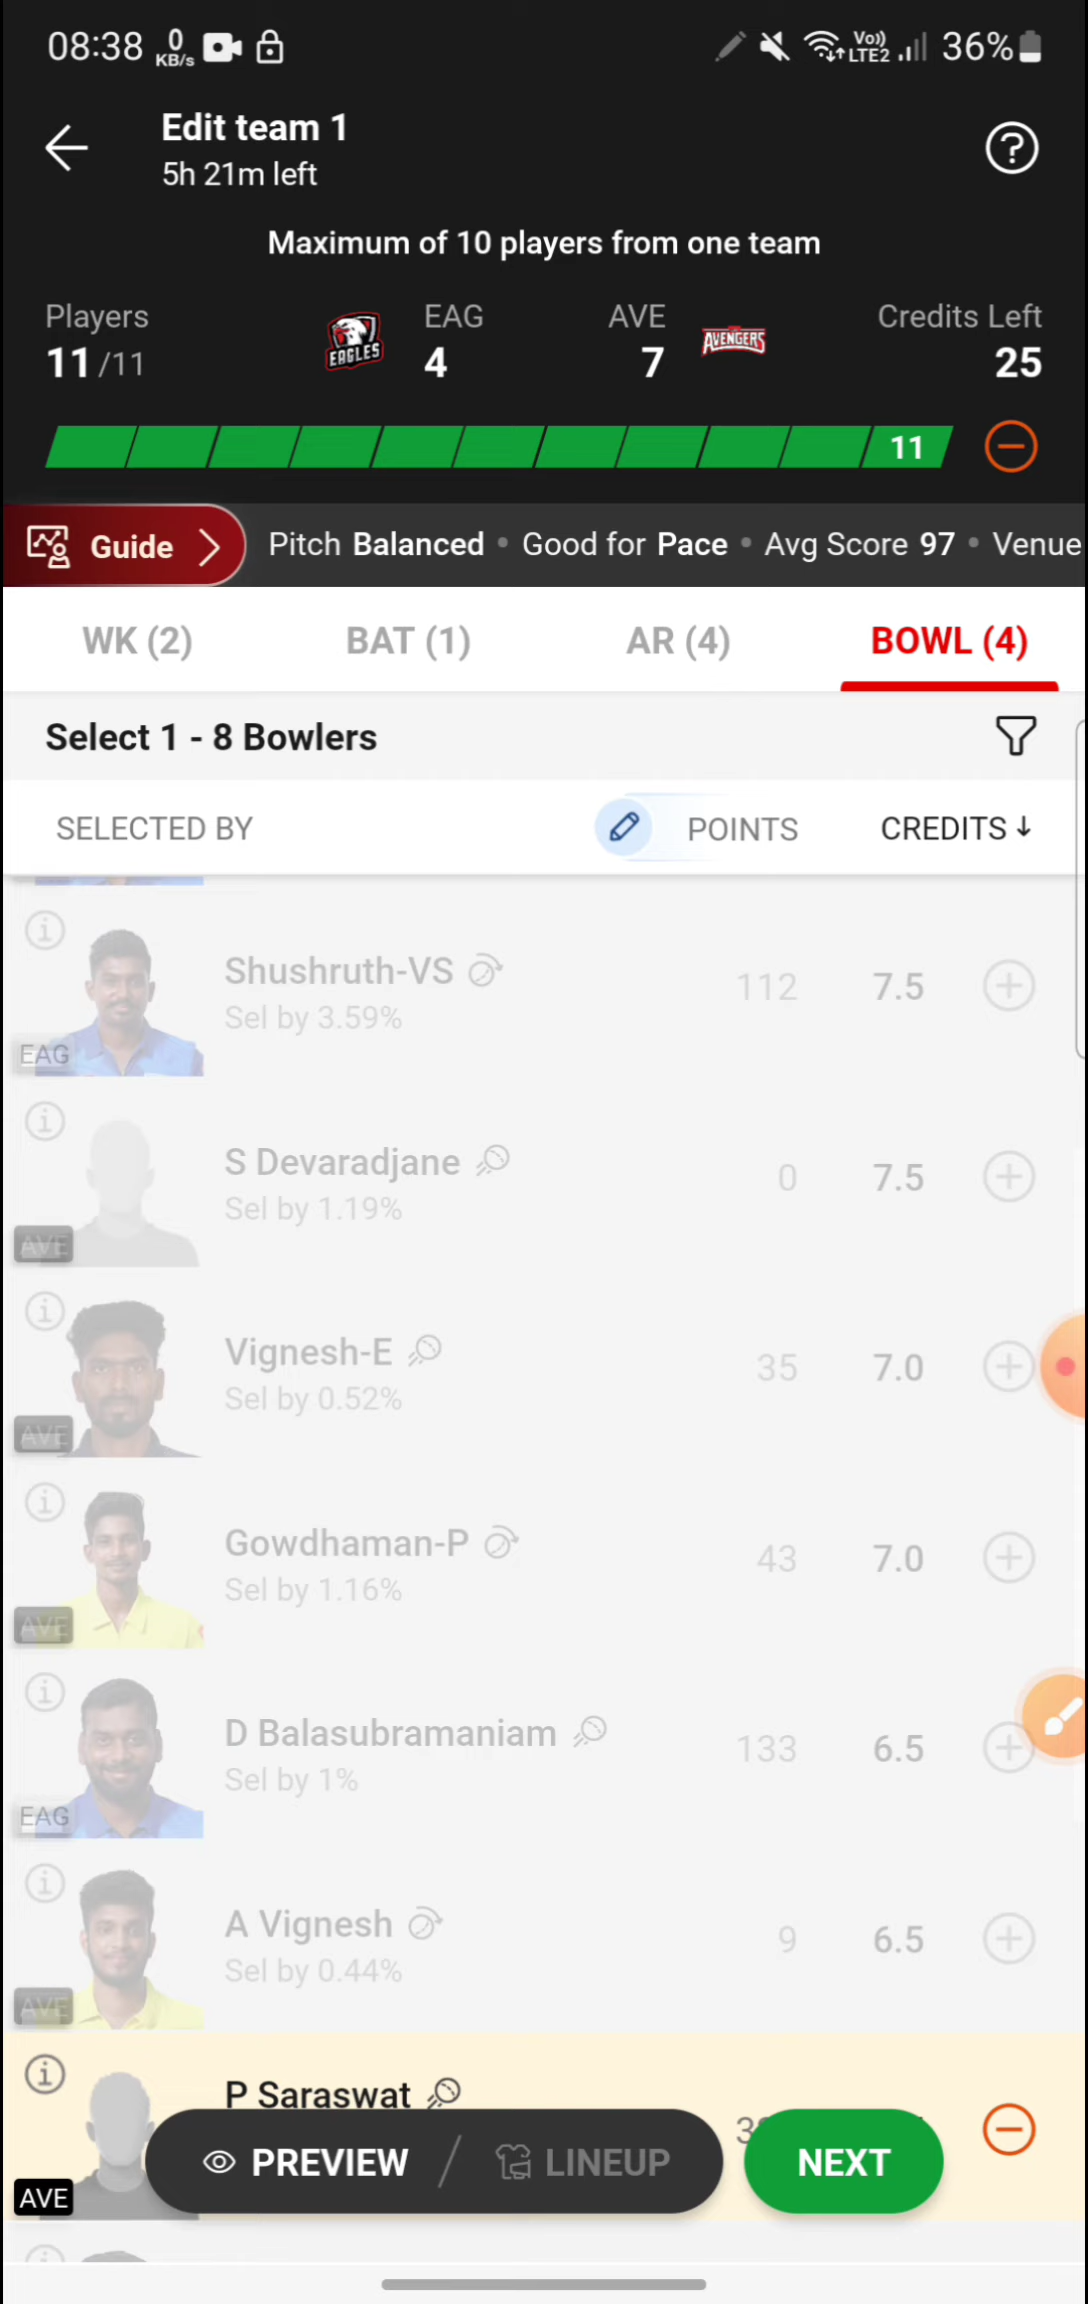 08:38 0 KB/s Vo)) LTE2 36%
Edit team 1
5h 21m left
Maximum of 10 players from one team
Players EAG AVE Credits Left
EAGLES AVENGERS
11/11 4 7 25
11
Guide Pitch Balanced • Good for Pace • Avg Score 97 • Venue
WK (2) BAT (1) AR (4) BOWL (4)
Select 1 - 8 Bowlers
SELECTED BY POINTS CREDITS ↓
Shushruth-VS
112 7.5
Sel by 3.59%
EAG
S Devaradjane
0 7.5
Sel by 1.19%
AVE
Vignesh-E
35 7.0
Sel by 0.52%
AVE
Gowdhaman-P
43 7.0
Sel by 1.16%
AVE
D Balasubramaniam
133 6.5
Sel by 1%
EAG
A Vignesh
9 6.5
Sel by 0.44%
AVE
P Saraswat
PREVIEW / LINEUP NEXT
AVE